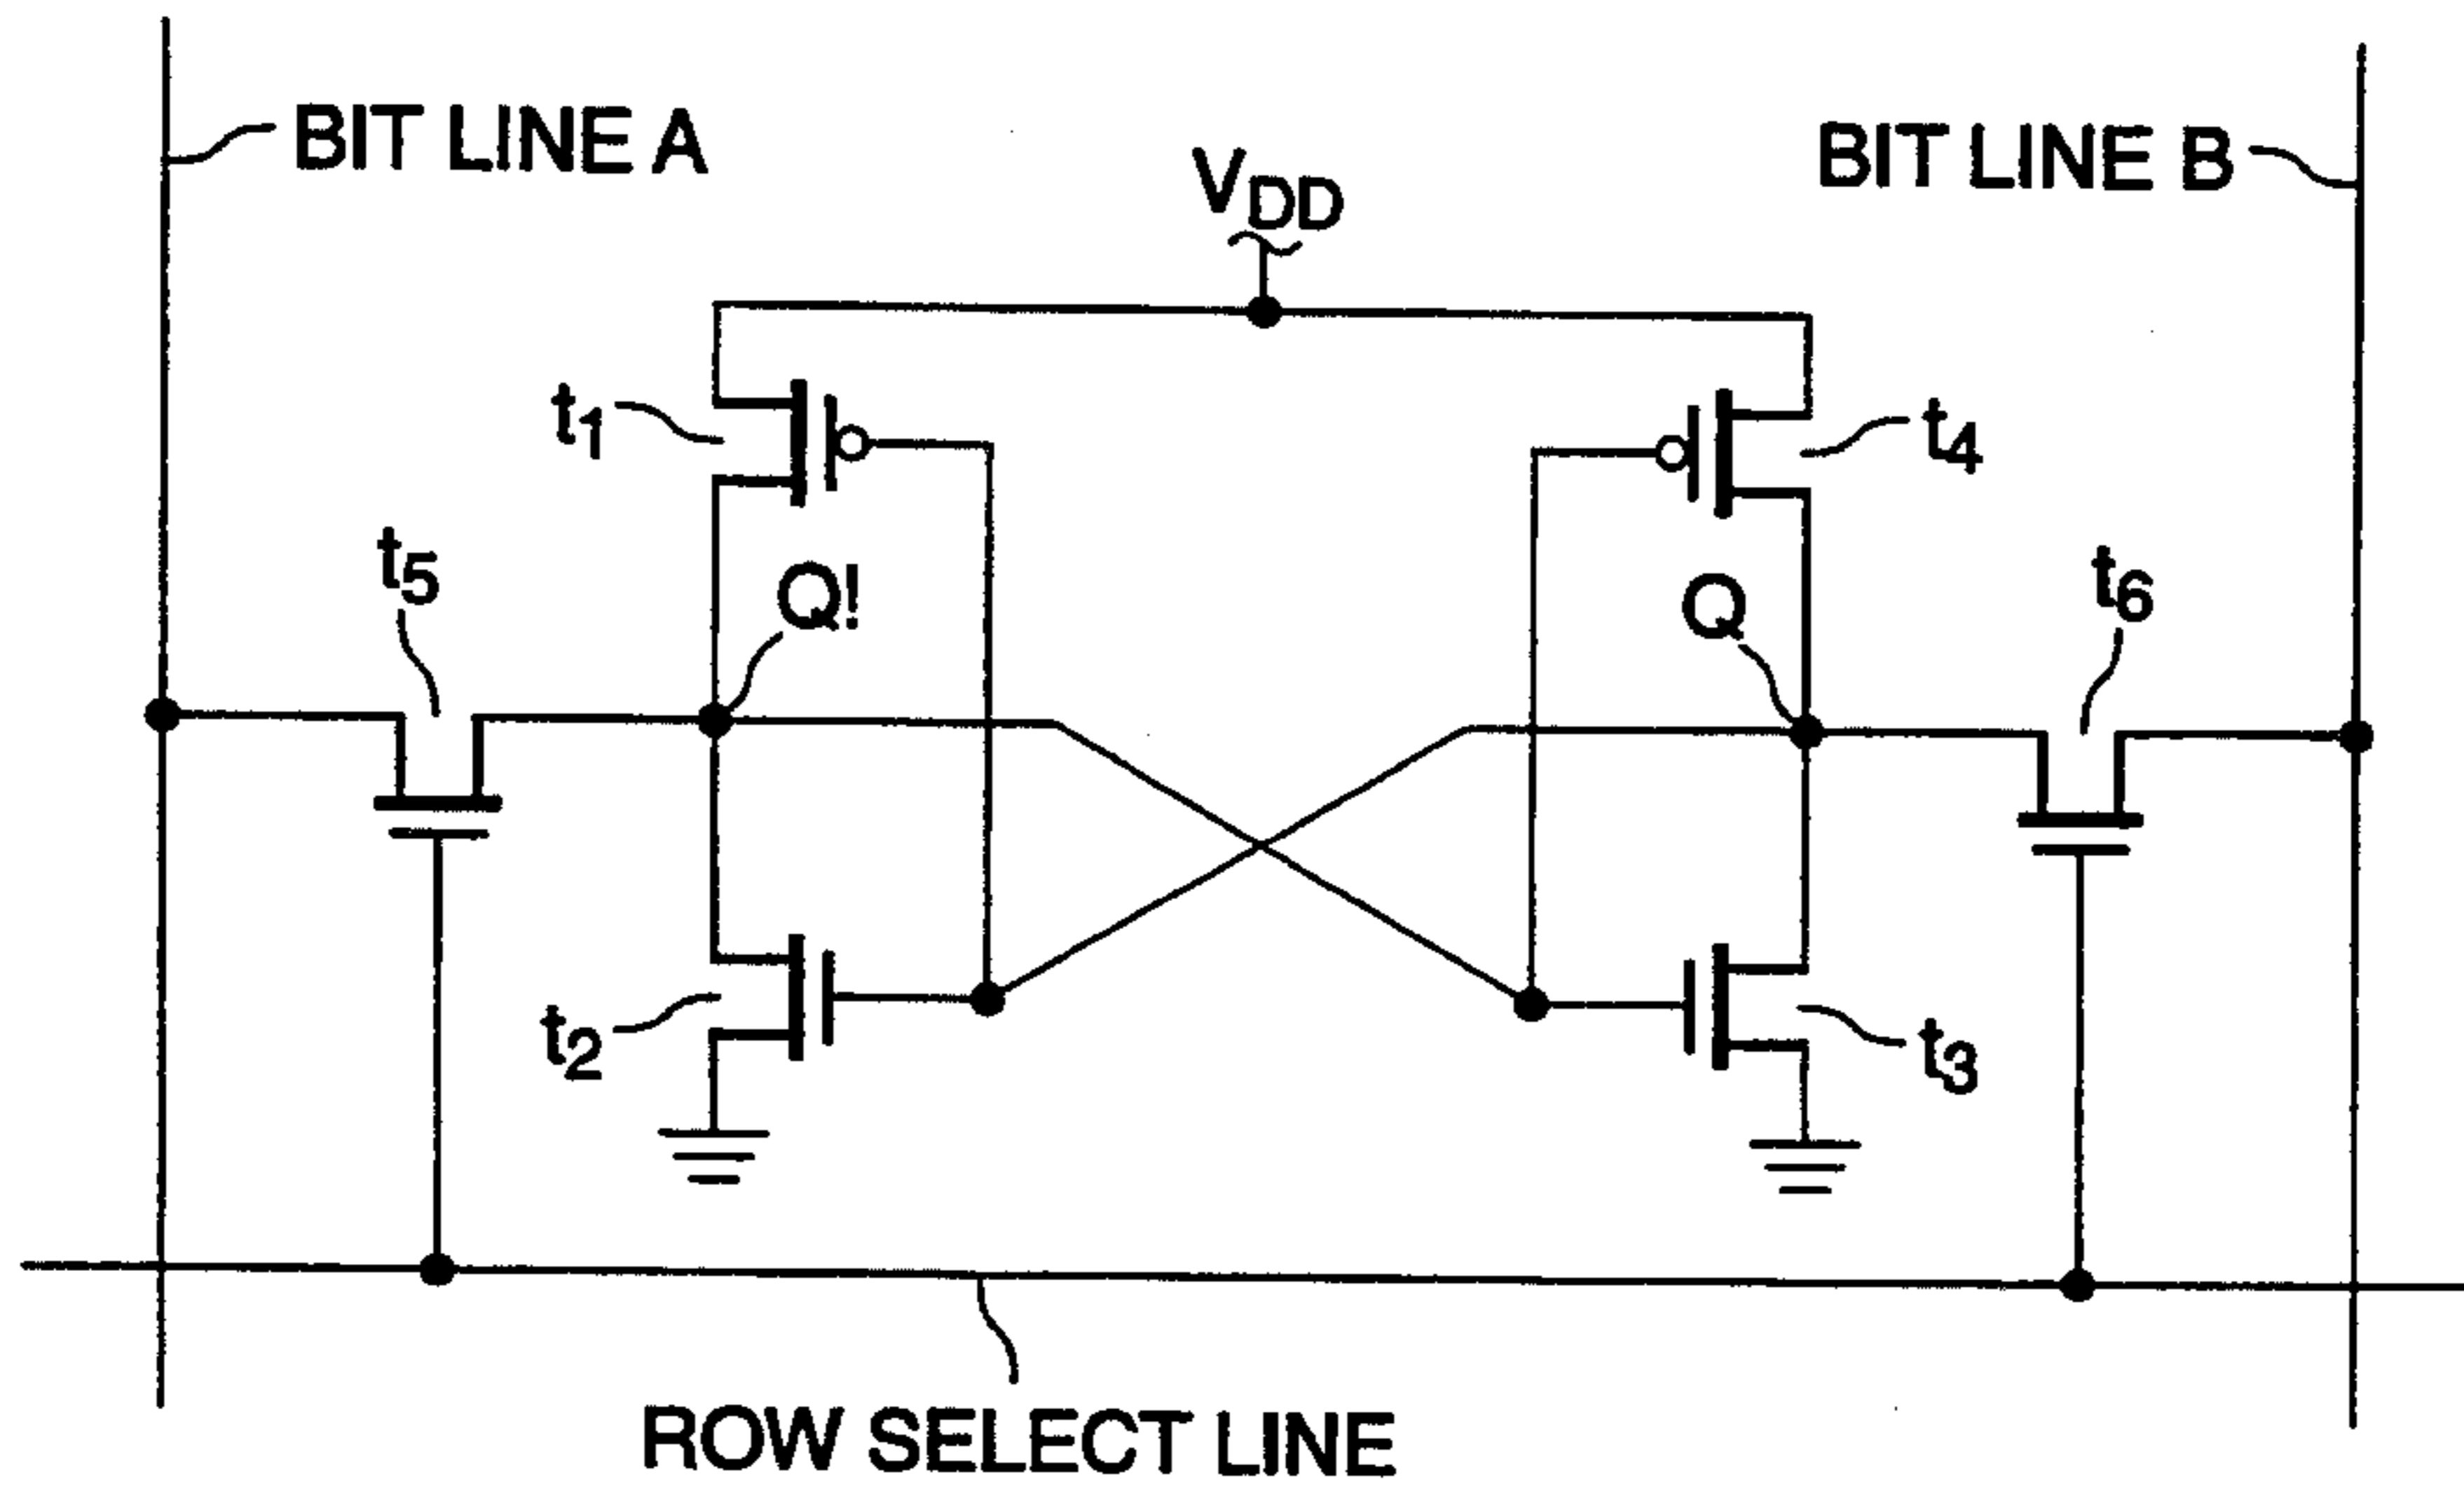 BIT LINE A
BIT LINE B
VDD
t1
t4
t5
Q!
Q
t6
t2
t3
ROW SELECT LINE